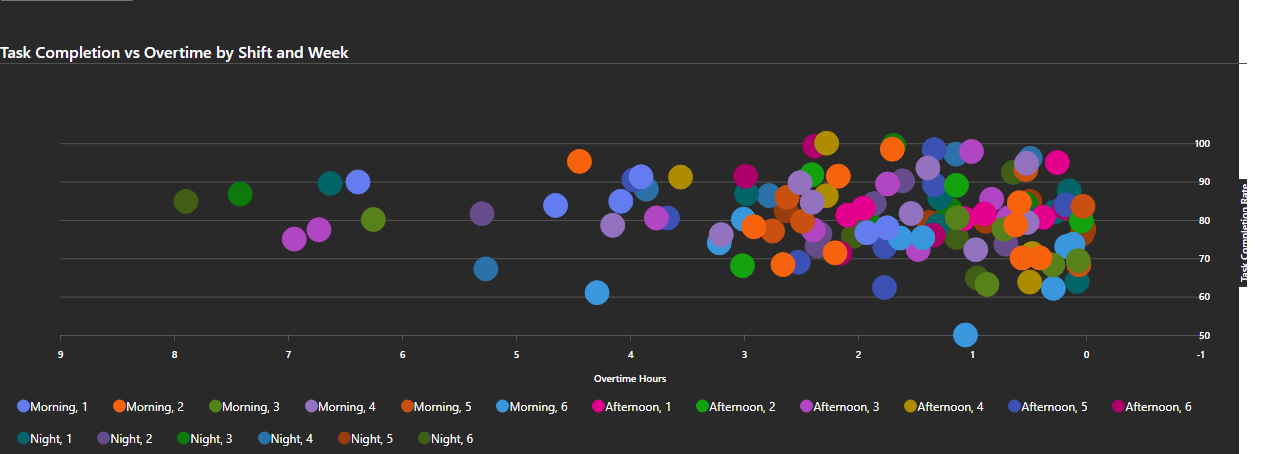 Task Completion vs Overtime by Shift and Week
100
90
80
70
60
50
9 8 7 6 5 4 3 2 1 0 -1
Task Completion Rate
Overtime Hours
Morning, 1 Morning, 2 Morning, 3 Morning, 4 Morning, 5 Morning, 6 Afternoon, 1 Afternoon, 2 Afternoon, 3 Afternoon, 4 Afternoon, 5 Afternoon, 6
Night, 1 Night, 2 Night, 3 Night, 4 Night, 5 Night, 6